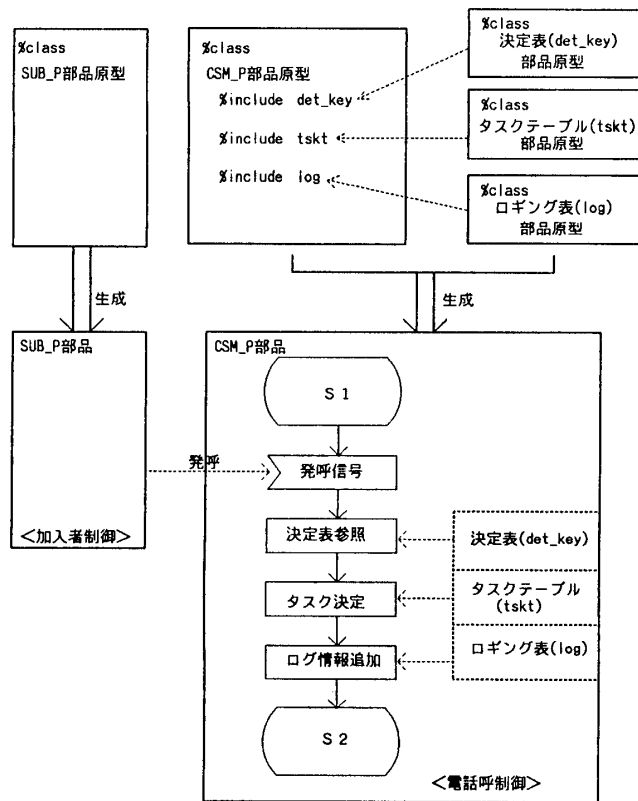 %class
SUB_P部品原型
%class
CSM_P部品原型
%include det_key
%include tskt
%include log
%class
決定表(det_key)
部品原型
%class
タスクテーブル(tskt)
部品原型
%class
ロギング表(log)
部品原型
生成
生成
SUB_P部品
<加入者制御>
発呼
CSM_P部品
S1
発呼信号
決定表参照
タスク決定
ログ情報追加
S2
決定表(det_key)
タスクテーブル
(tskt)
ロギング表(log)
<電話呼制御>